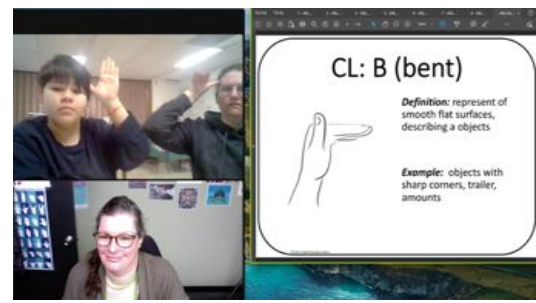 CL: B (bent)
Definition: represent of
smooth flat surfaces,
describing a objects
Example: objects with
sharp corners, trailer,
amounts